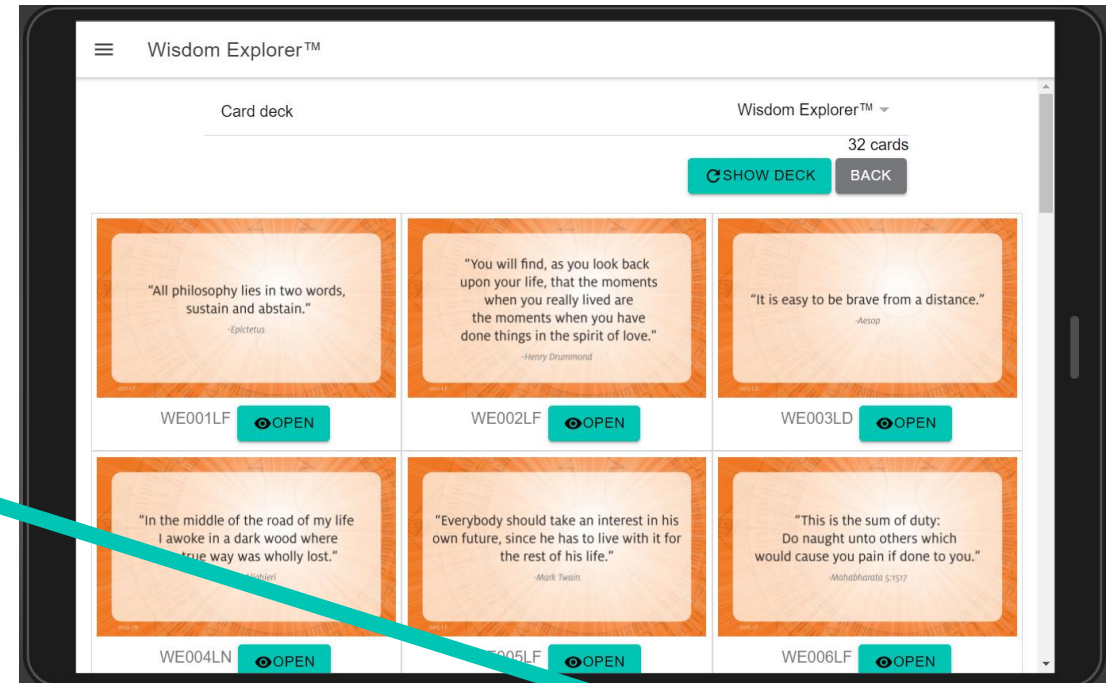 Wisdom Explorer™
Card deck
Wisdom Explorer™
32 cards
SHOW DECK
BACK
“All philosophy lies in two words,
sustain and abstain.”
-Epictetus
“You will find, as you look back
upon your life, that the moments
when you really lived are
the moments when you have
done things in the spirit of love.”
-Henry Drummond
“It is easy to be brave from a distance.”
-Aesop
WE001LF
OPEN
WE002LF
OPEN
WE003LD
OPEN
“In the middle of the road of my life
I awoke in a dark wood where
true way was wholly lost.”
Alighieri
“Everybody should take an interest in his
own future, since he has to live with it for
the rest of his life.”
-Mark Twain
“This is the sum of duty:
Do naught unto others which
would cause you pain if done to you.”
-Mahabharata 5:1517
WE004LN
OPEN
005LF
OPEN
WE006LF
OPEN